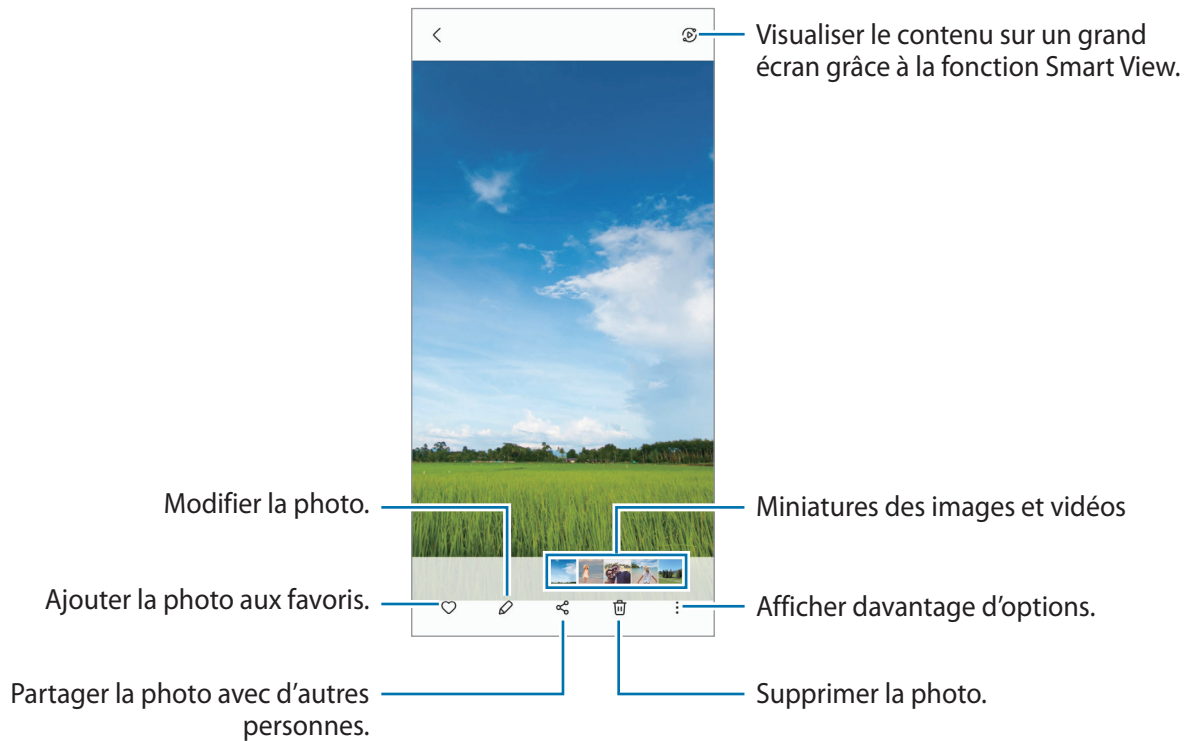 Visualiser le contenu sur un grand
écran grâce à la fonction Smart View.
Modifier la photo.
Miniatures des images et vidéos
Ajouter la photo aux favoris.
Afficher davantage d'options.
Partager la photo avec d'autres
personnes.
Supprimer la photo.